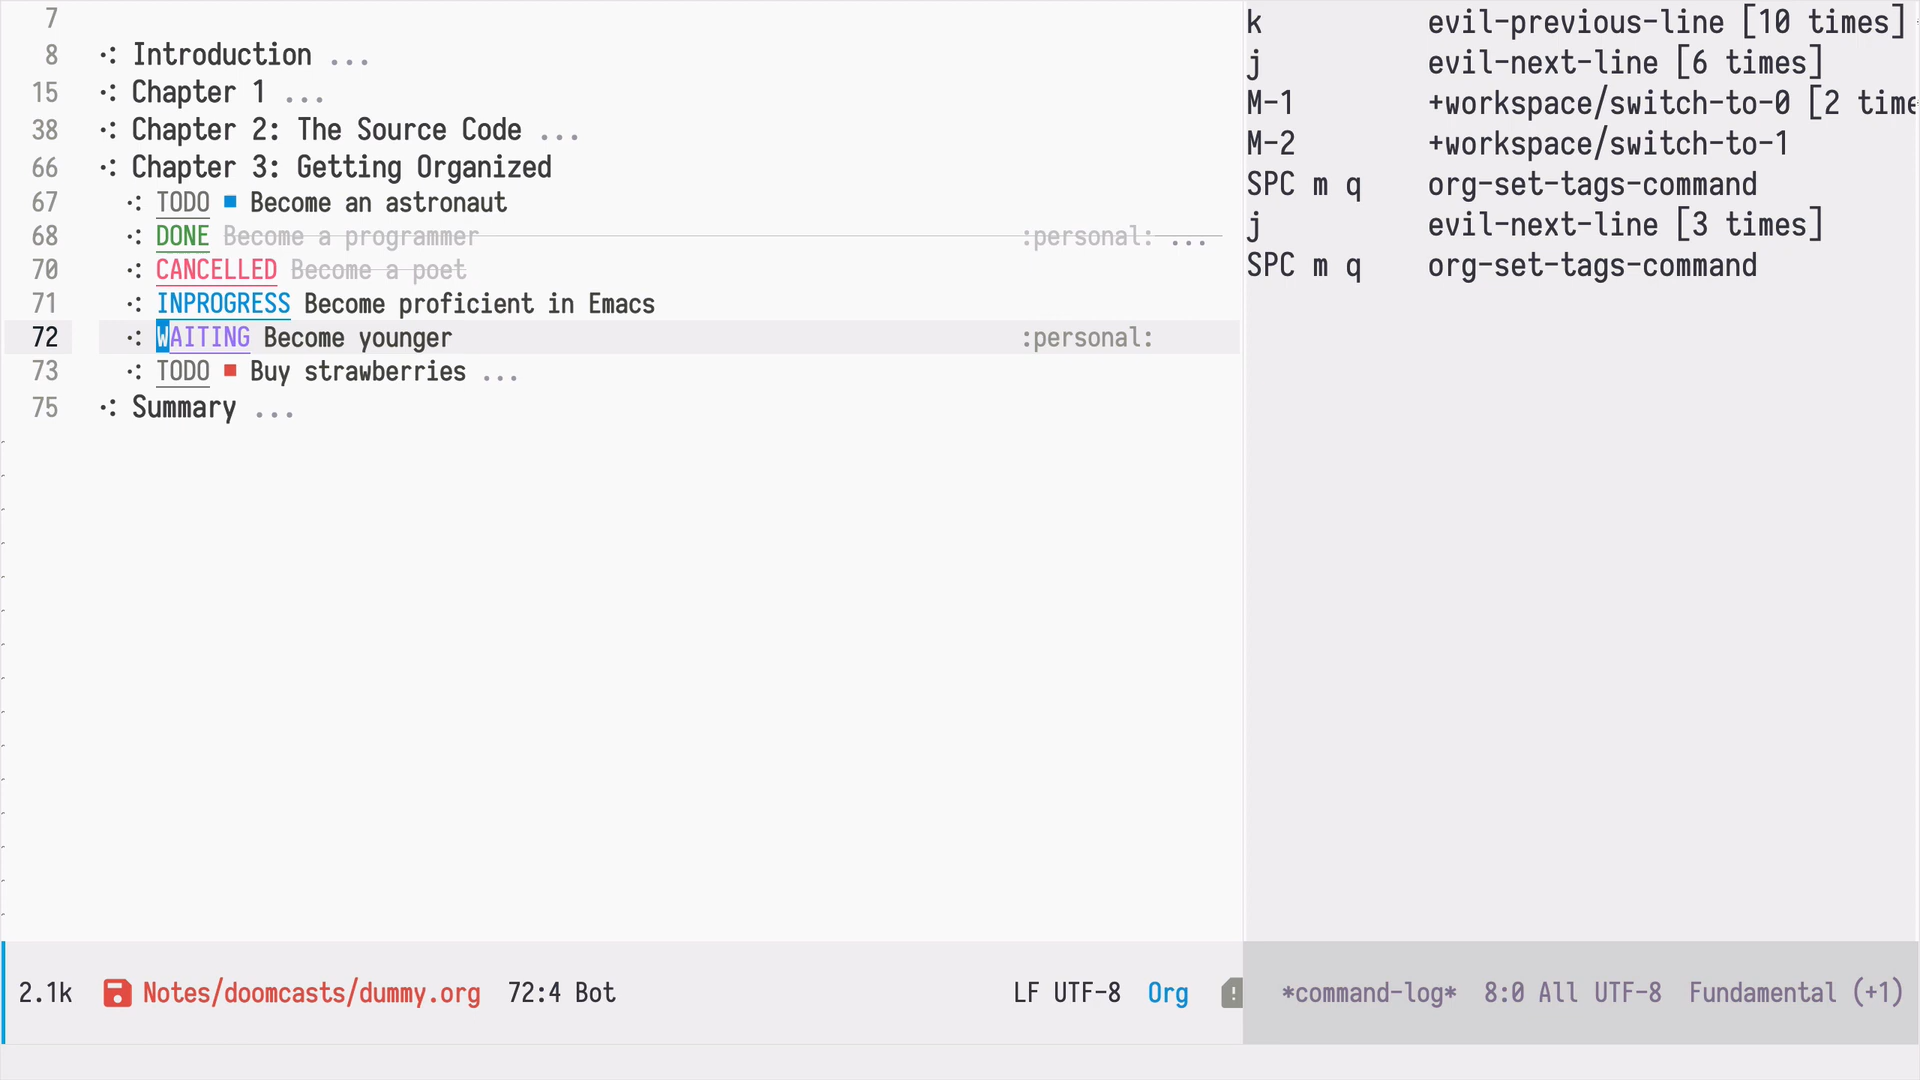 7
8 Introduction ...
15 Chapter 1 ...
38 Chapter 2: The Source Code ...
66 Chapter 3: Getting Organized
67 TODO Become an astronaut
68 DONE Become a programmer :personal: ...
70 CANCELLED Become a poet
71 INPROGRESS Become proficient in Emacs
72 WAITING Become younger :personal:
73 TODO Buy strawberries ...
75 Summary ...
2.1k Notes/doomcasts/dummy.org 72:4 Bot LF UTF-8 Org !
k evil-previous-line [10 times]
j evil-next-line [6 times]
M-1 +workspace/switch-to-0 [2 time
M-2 +workspace/switch-to-1
SPC m q org-set-tags-command
j evil-next-line [3 times]
SPC m q org-set-tags-command
*command-log* 8:0 All UTF-8 Fundamental (+1)